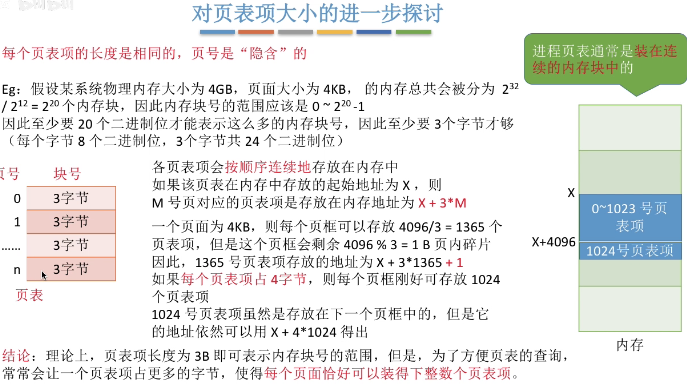 对页表项大小的进一步探讨
每个页表项的长度是相同的，页号是“隐含”的
进程页表通常是装在连
续的内存块中的
Eg：假设某系统物理内存大小为 4GB，页面大小为 4KB， 的内存总共会被分为 2³²
/ 2¹² = 2²⁰ 个内存块，因此内存块号的范围应该是 0 ~ 2²⁰ -1
因此至少要 20 个二进制位才能表示这么多的内存块号，因此至少要 3个字节才够
（每个字节 8 个二进制位，3个字节共 24 个二进制位）
页号 块号
0 3字节
1 3字节
...... 3字节
n 3字节
页表
各页表项会按顺序连续地存放在内存中
如果该页表在内存中存放的起始地址为 X ，则
M 号页对应的页表项是存放在内存地址为 X + 3*M
一个页面为 4KB，则每个页框可以存放 4096/3 = 1365 个
页表项，但是这个页框会剩余 4096 % 3 = 1 B 页内碎片
因此，1365 号页表项存放的地址为 X + 3*1365 + 1
如果每个页表项占 4字节，则每个页框刚好可存放 1024
个页表项
1024 号页表项虽然是存放在下一个页框中的，但是它
的地址依然可以用 X + 4*1024 得出
X
0~1023 号页
表项
X+4096
1024号页表项
内存
结论：理论上，页表项长度为 3B 即可表示内存块号的范围，但是，为了方便页表的查询，
常常会让一个页表项占更多的字节，使得每个页面恰好可以装得下整数个页表项。